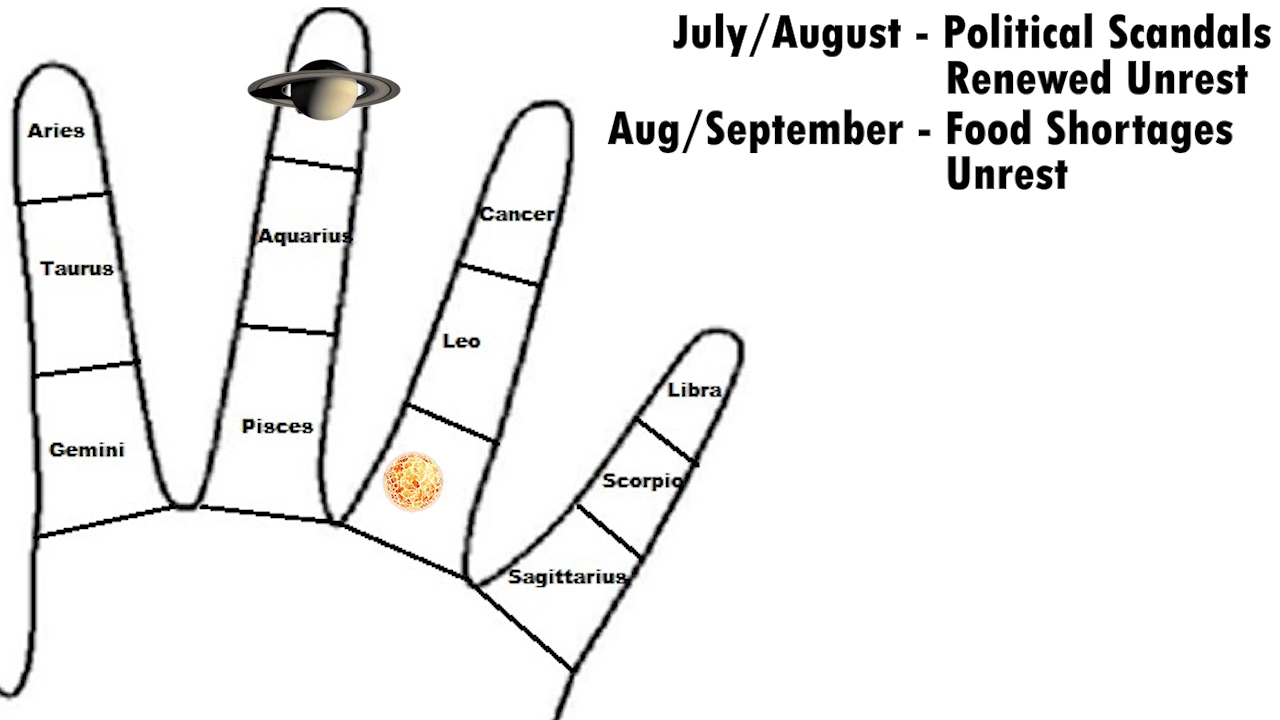 July/August - Political Scandals
Renewed Unrest
Aug/September - Food Shortages
Unrest
Aries
Taurus
Gemini
Aquarius
Pisces
Cancer
Leo
Libra
Scorpio
Sagittarius